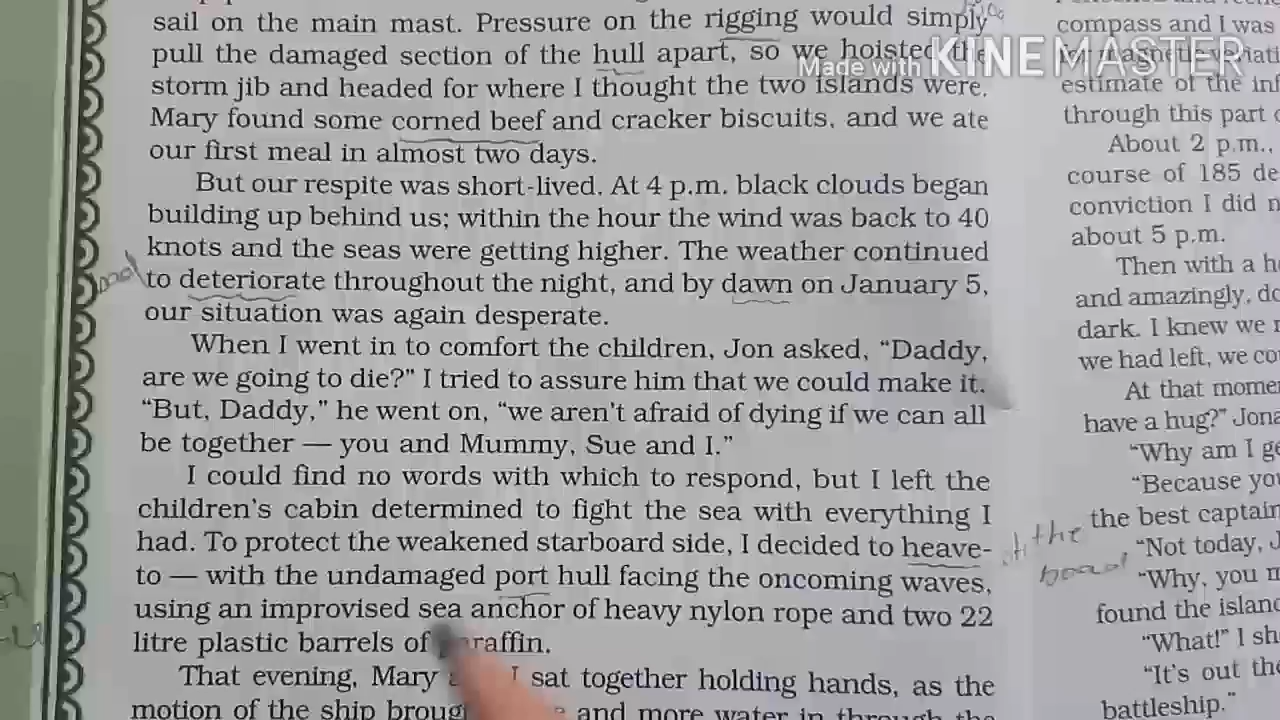 sail on the main mast. Pressure on the rigging would simply
pull the damaged section of the hull apart, so we hoisted the
storm jib and headed for where I thought the two islands were.
Mary found some corned beef and cracker biscuits, and we ate
our first meal in almost two days.
But our respite was short-lived. At 4 p.m. black clouds began
building up behind us; within the hour the wind was back to 40
knots and the seas were getting higher. The weather continued
to deteriorate throughout the night, and by dawn on January 5,
our situation was again desperate.
When I went in to comfort the children, Jon asked, “Daddy,
are we going to die?” I tried to assure him that we could make it.
“But, Daddy,” he went on, “we aren’t afraid of dying if we can all
be together — you and Mummy, Sue and I.”
I could find no words with which to respond, but I left the
children’s cabin determined to fight the sea with everything I
had. To protect the weakened starboard side, I decided to heave-
to — with the undamaged port hull facing the oncoming waves,
using an improvised sea anchor of heavy nylon rope and two 22
litre plastic barrels of paraffin.
That evening, Mary I sat together holding hands, as the
motion of the ship and more water in through the
Made with KINEMASTER
compass and I was
estimate of the
through this part
About 2 p.m.,
course of 185
conviction I did
about 5 p.m.
Then with a
and amazingly,
dark. I knew we
we had left, we
At that
have a hug?”
“Why am I
“Because
the best captain
“Not today,
“Why, you
found the
“What!” I
“It’s out the
battleship.”
of the
boat